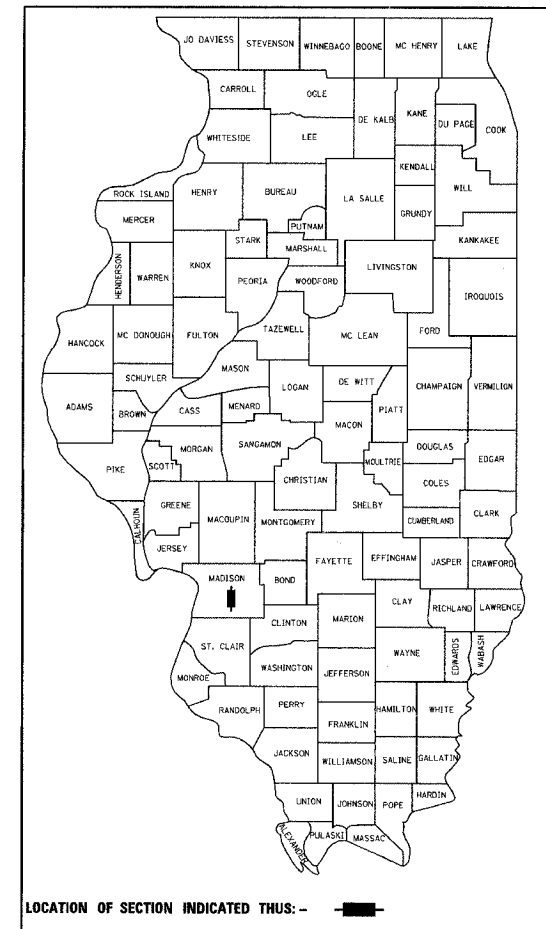 JO DAVIESS STEVENSON WINNEBAGO BOONE MC HENRY LAKE
CARROLL OGLE DE KALB KANE DU PAGE COOK
WHITESIDE LEE
KENDALL WILL
ROCK ISLAND HENRY BUREAU LA SALLE GRUNDY
MERCER PUTNAM
STARK MARSHALL KANKAKEE
HENDERSON WARREN KNOX PEORIA WOODFORD LIVINGSTON IROQUOIS
HANCOCK MC DONOUGH FULTON TAZEWELL MC LEAN FORD
SCHUYLER MASON LOGAN DE WITT CHAMPAIGN VERMILION
ADAMS BROWN CASS MENARD MACON PIATT
PIKE SCOTT MORGAN SANGAMON MOULTRIE DOUGLAS EDGAR
CHRISTIAN COLES
CALHOUN GREENE MACOUPIN MONTGOMERY SHELBY CUMBERLAND CLARK
JERSEY FAYETTE EFFINGHAM JASPER CRAWFORD
MADISON BOND
CLAY RICHLAND LAWRENCE
CLINTON MARION
ST. CLAIR WAYNE EDWARDS WABASH
WASHINGTON JEFFERSON
MONROE
RANDOLPH PERRY HAMILTON WHITE
FRANKLIN
JACKSON WILLIAMSON SALINE GALLATIN
UNION JOHNSON POPE HARDIN
ALEXANDER PULASKI MASSAC
LOCATION OF SECTION INDICATED THUS: -